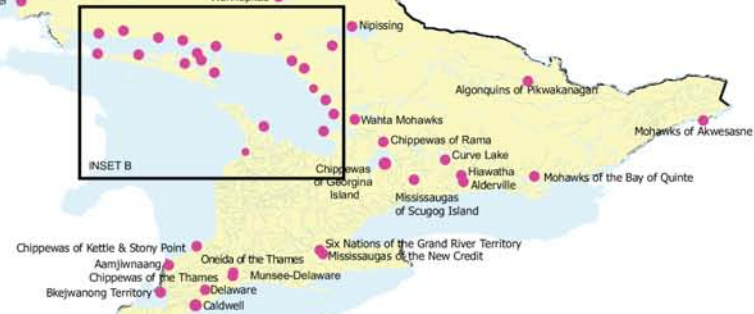 Nipissing
Algonquins of Pikwakanagan
Wahta Mohawks
Mohawks of Akwesasne
Chippewas of Rama
Curve Lake
INSET B
Chippewas
of Georgina
Island
Hiawatha
Alderville
Mohawks of the Bay of Quinte
Mississaugas
of Scugog Island
Chippewas of Kettle & Stony Point
Six Nations of the Grand River Territory
Mississaugas of the New Credit
Aamjiwnaang
Oneida of the Thames
Chippewas of the Thames
Munsee-Delaware
Bkejwanong Territory
Delaware
Caldwell